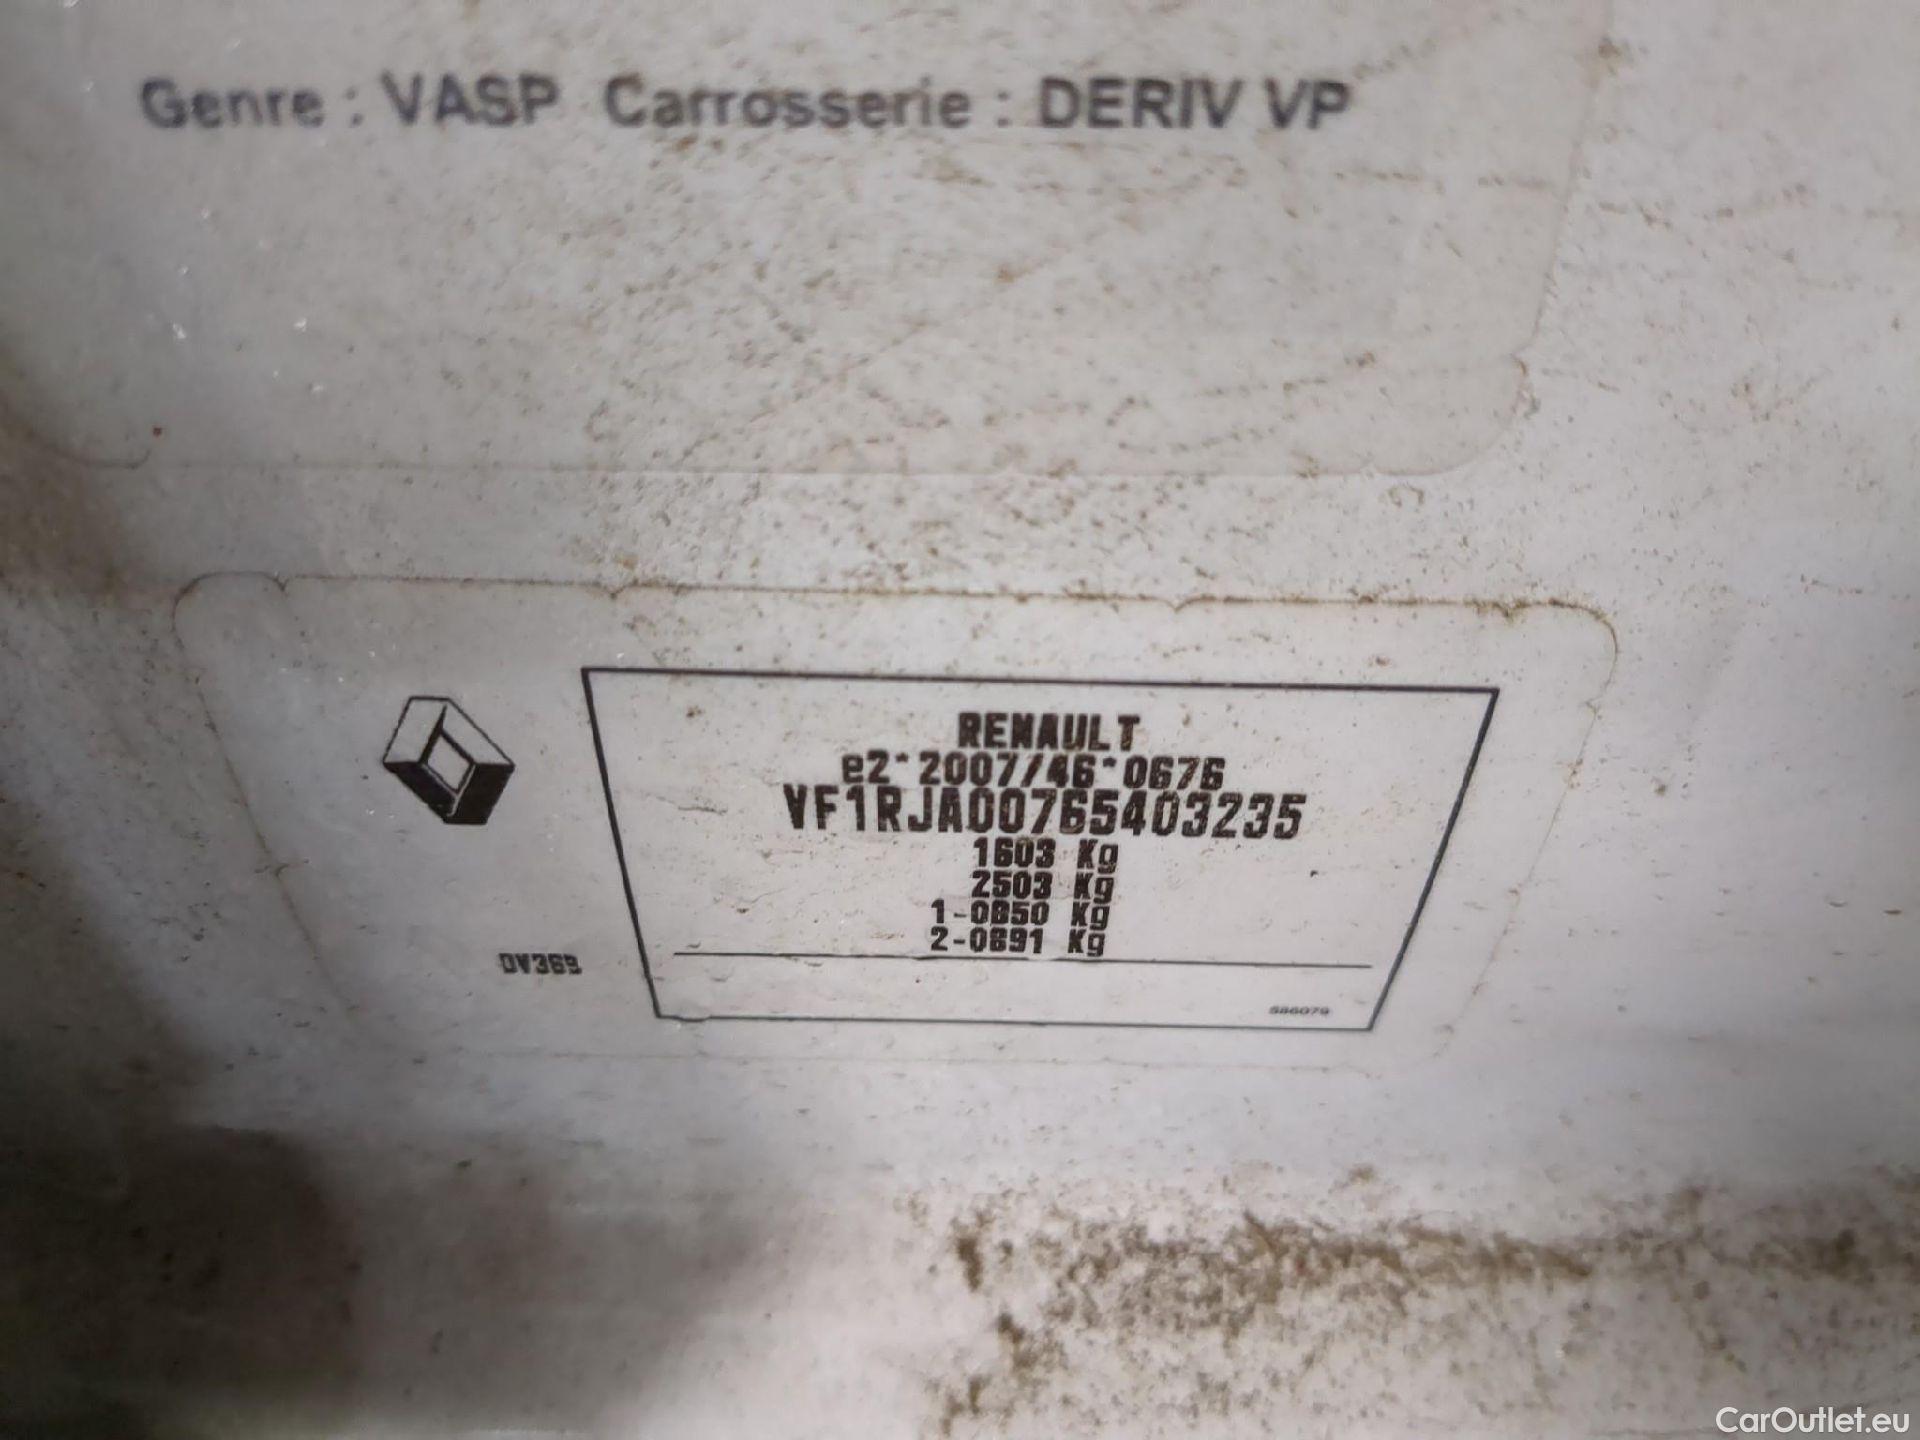 Genre : VASP Carrosserie : DERIV VP
RENAULT
e2*2007/46*0676
VF1RJA00765403235
1603 Kg
2503 Kg
1-0850 Kg
2-0891 Kg
DV369
586079
CarOutlet.eu